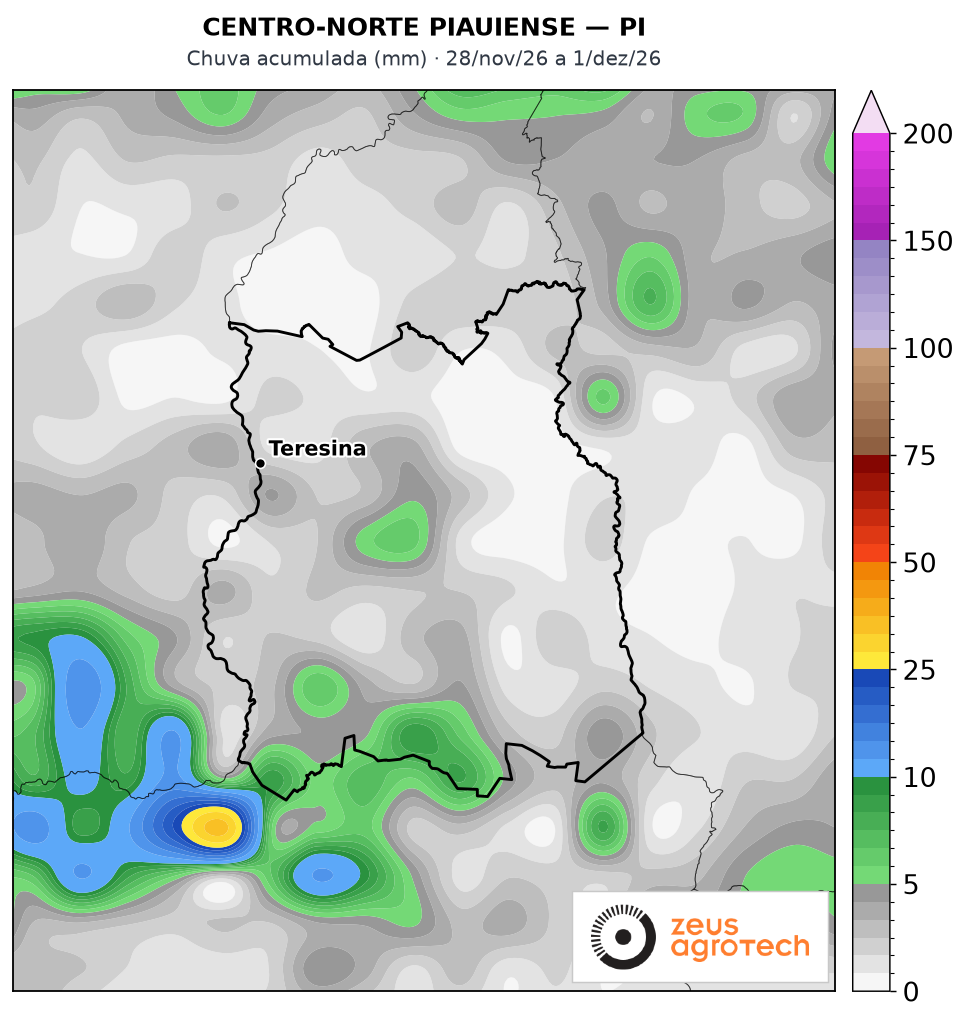 CENTRO-NORTE PIAUIENSE — PI
Chuva acumulada (mm) · 28/nov/26 a 1/dez/26
200
150
100
75
50
25
10
5
0
Teresina
zeus
agrotech